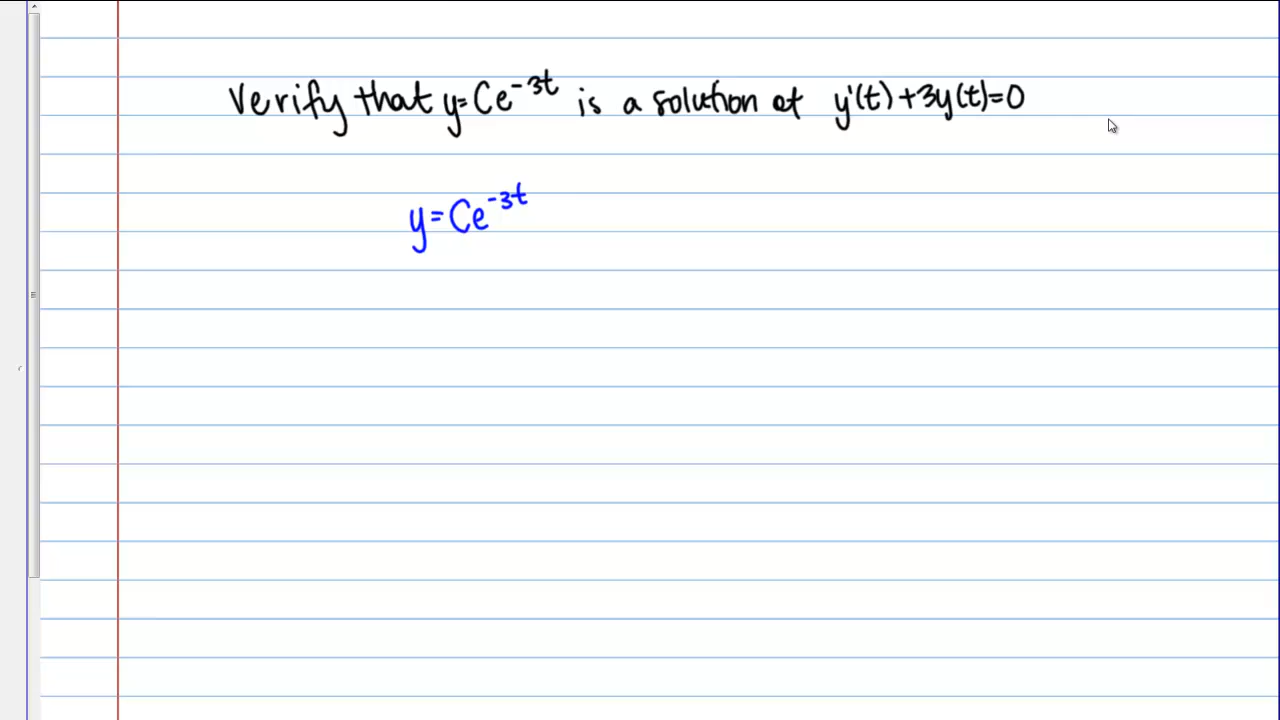 Verify that y=Ce⁻³ᵗ is a solution of y'(t)+3y(t)=0
y=Ce⁻³ᵗ